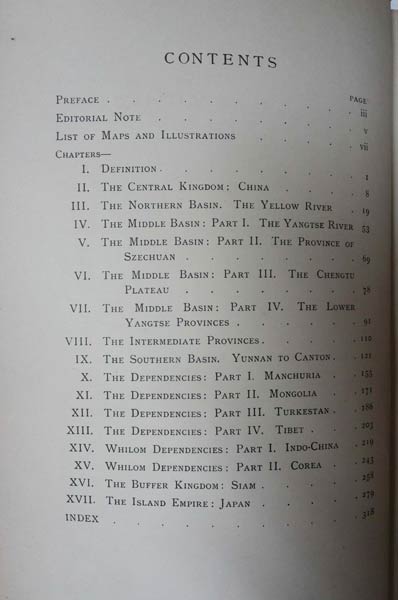 CONTENTS
PAGE
PREFACE . . . . . . . . . iii
EDITORIAL NOTE . . . . . . . v
LIST OF MAPS AND ILLUSTRATIONS . . . . vii
CHAPTERS—
I. DEFINITION . . . . . . . 1
II. THE CENTRAL KINGDOM: CHINA . . . . 8
III. THE NORTHERN BASIN. THE YELLOW RIVER . 19
IV. THE MIDDLE BASIN: PART I. THE YANGTSE RIVER 53
V. THE MIDDLE BASIN: PART II. THE PROVINCE OF
SZECHUAN . . . . . . . 69
VI. THE MIDDLE BASIN: PART III. THE CHENGTU
PLATEAU . . . . . . . 78
VII. THE MIDDLE BASIN: PART IV. THE LOWER
YANGTSE PROVINCES . . . . . 91
VIII. THE INTERMEDIATE PROVINCES . . . . 110
IX. THE SOUTHERN BASIN. YUNNAN TO CANTON . 121
X. THE DEPENDENCIES: PART I. MANCHURIA . . 155
XI. THE DEPENDENCIES: PART II. MONGOLIA . 171
XII. THE DEPENDENCIES: PART III. TURKESTAN . 186
XIII. THE DEPENDENCIES: PART IV. TIBET . . 203
XIV. WHILOM DEPENDENCIES: PART I. INDO-CHINA . 219
XV. WHILOM DEPENDENCIES: PART II. COREA . 243
XVI. THE BUFFER KINGDOM: SIAM . . . . 258
XVII. THE ISLAND EMPIRE: JAPAN . . . . 279
INDEX . . . . . . . . 318